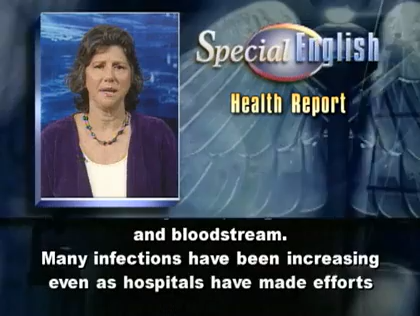 Special English
Health Report
and bloodstream.
Many infections have been increasing
even as hospitals have made efforts